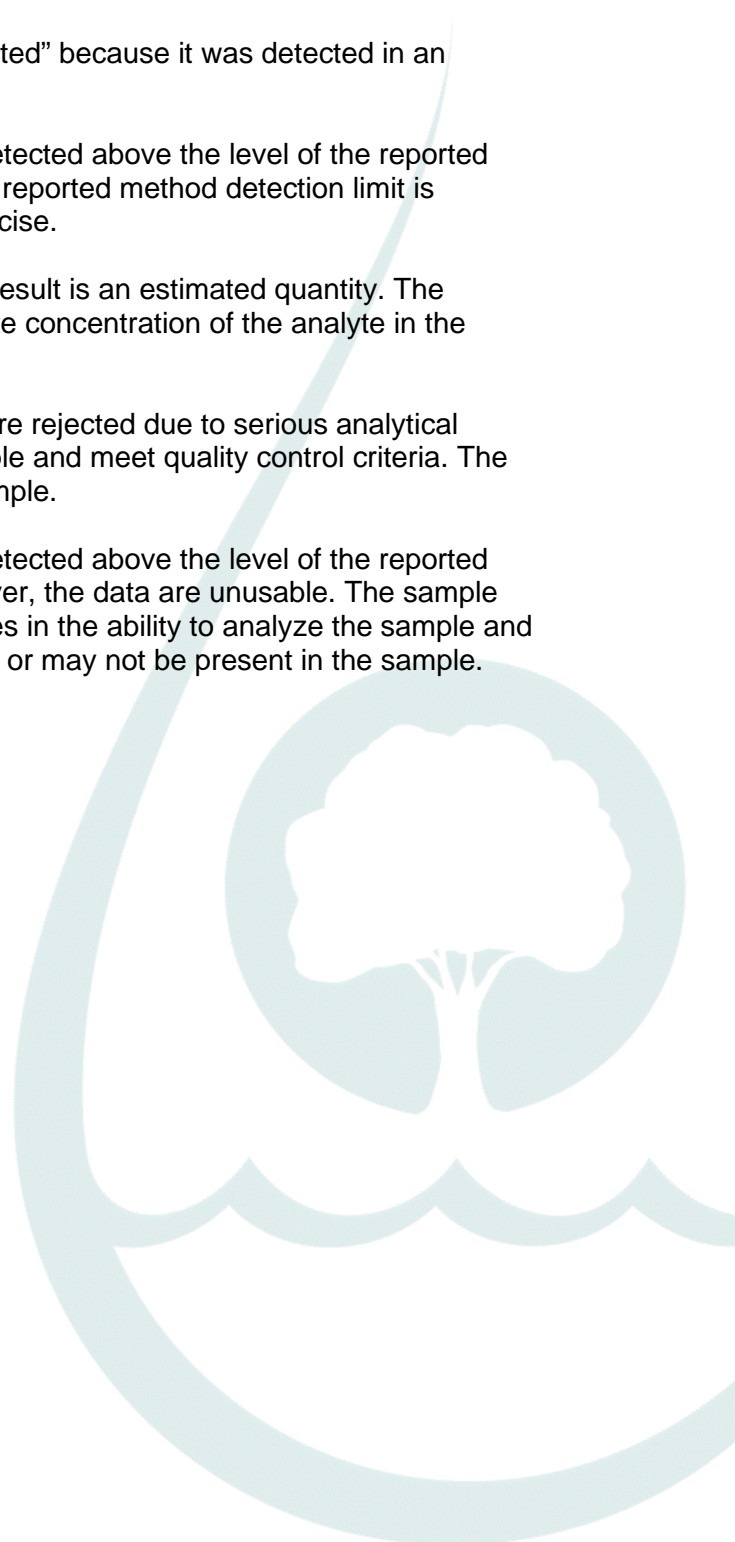 ted” because it was detected in an
etected above the level of the reported
reported method detection limit is
cise.
esult is an estimated quantity. The
e concentration of the analyte in the
re rejected due to serious analytical
le and meet quality control criteria. The
mple.
etected above the level of the reported
ver, the data are unusable. The sample
es in the ability to analyze the sample and
or may not be present in the sample.